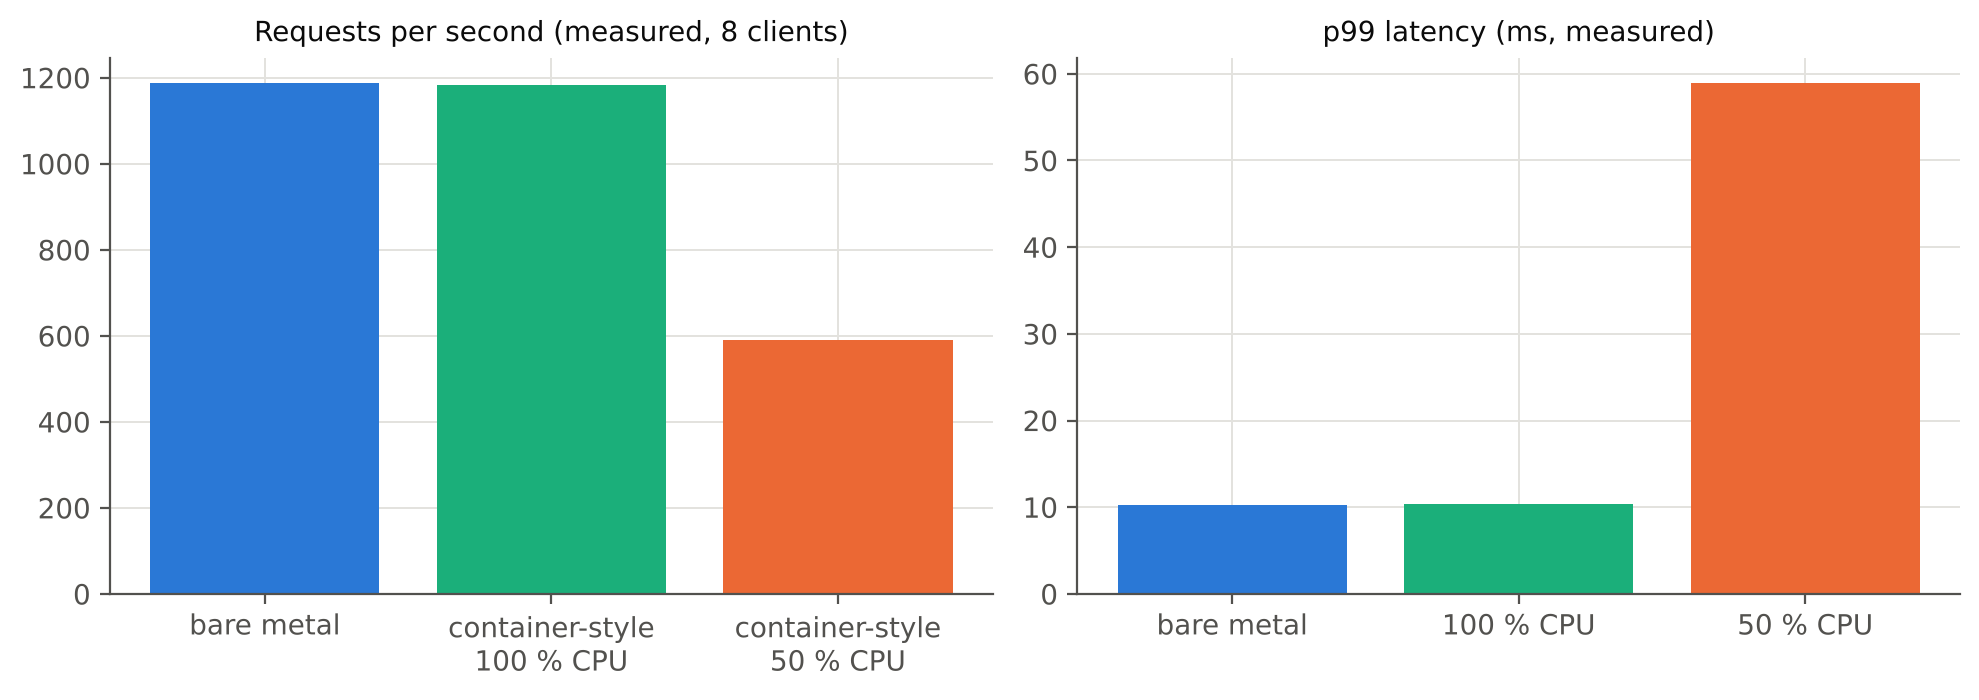 Requests per second (measured, 8 clients)
1200
1000
800
600
400
200
0
bare metal
container-style
100 % CPU
container-style
50 % CPU
p99 latency (ms, measured)
60
50
40
30
20
10
0
bare metal
100 % CPU
50 % CPU